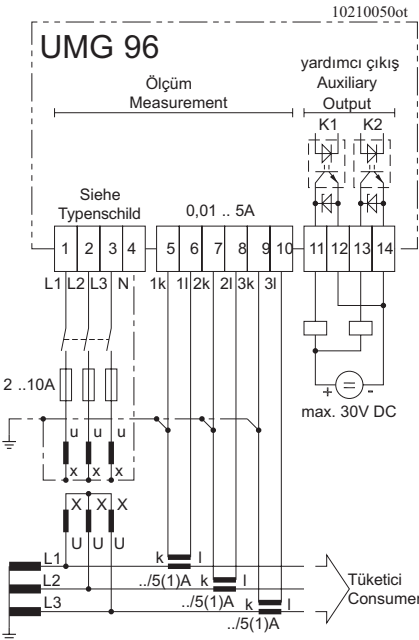 10210050ot
UMG 96
yardımcı çıkış
Auxiliary
Output
Ölçüm
Measurement
K1 K2
Siehe
Typenschild
0,01 .. 5A
1 2 3 4 5 6 7 8 9 10 11 12 13 14
L1 L2 L3 N 1k 1l 2k 2l 3k 3l
2 ..10A
+ = -
max. 30V DC
u u u
x x x
X X X
U U U
L1 k l
L2 ../5(1)A k l
L3 ../5(1)A k l
../5(1)A
Tüketici
Consumer